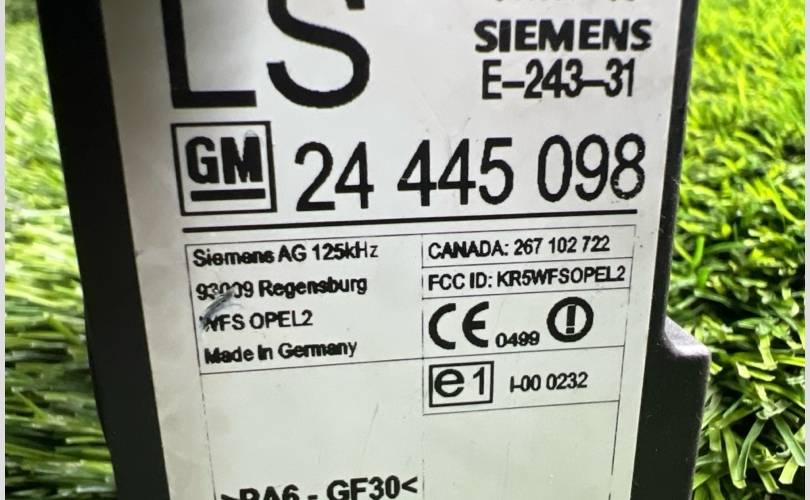 LS
SIEMENS
E-243-31
GM 24 445 098
Siemens AG 125kHz
93009 Regensburg
WFS OPEL2
Made in Germany
CANADA: 267 102 722
FCC ID: KR5WFSOPEL2
CE 0499
e1 I-00 0232
>PA6 - GF30<